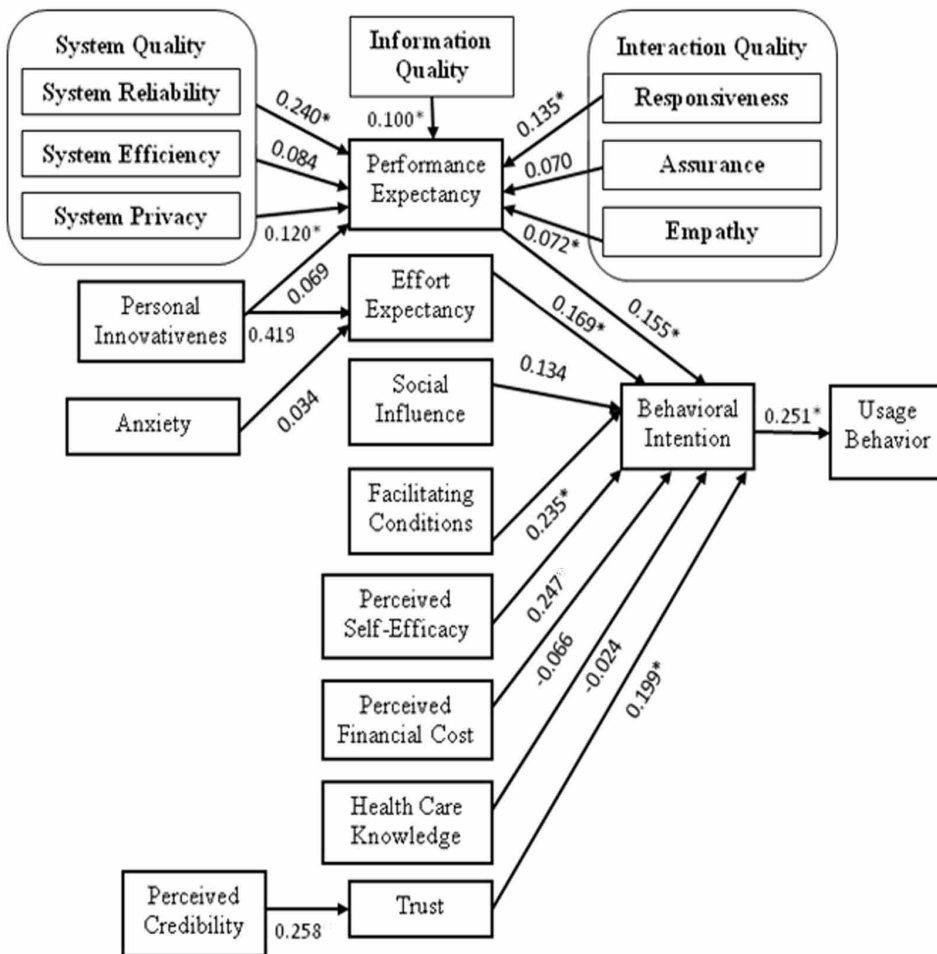 System Quality
System Reliability
System Efficiency
System Privacy
Information
Quality
Interaction Quality
Responsiveness
Assurance
Empathy
0.240*
0.084
0.120*
0.100*
0.135*
0.070
0.072*
Performance
Expectancy
Personal
Innovativenes
0.069
0.419
Effort
Expectancy
0.169*
0.155*
Anxiety
0.034
Social
Influence
0.134
Behavioral
Intention
0.251*
Usage
Behavior
Facilitating
Conditions
0.235*
Perceived
Self-Efficacy
0.247*
Perceived
Financial Cost
-0.066
Health Care
Knowledge
-0.024
Perceived
Credibility
0.258
Trust
0.199*